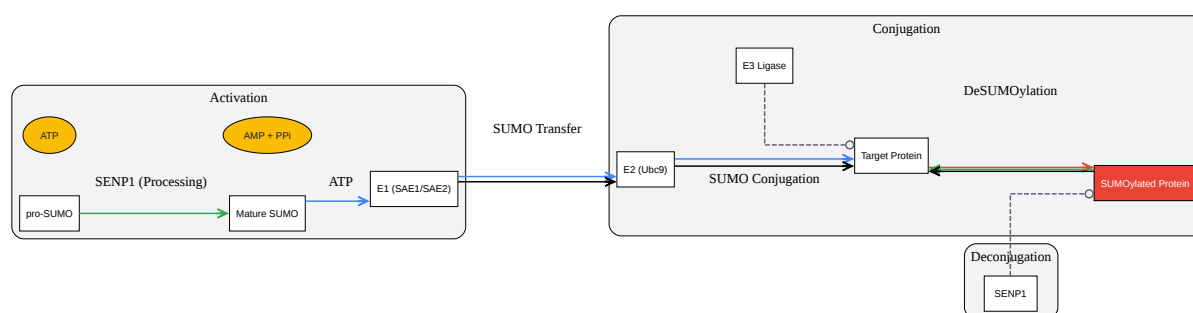 Activation
ATP
AMP + PPi
SENP1 (Processing)
ATP
pro-SUMO
Mature SUMO
E1 (SAE1/SAE2)
SUMO Transfer
Conjugation
E3 Ligase
DeSUMOylation
E2 (Ubc9)
SUMO Conjugation
Target Protein
SUMOylated Protein
Deconjugation
SENP1